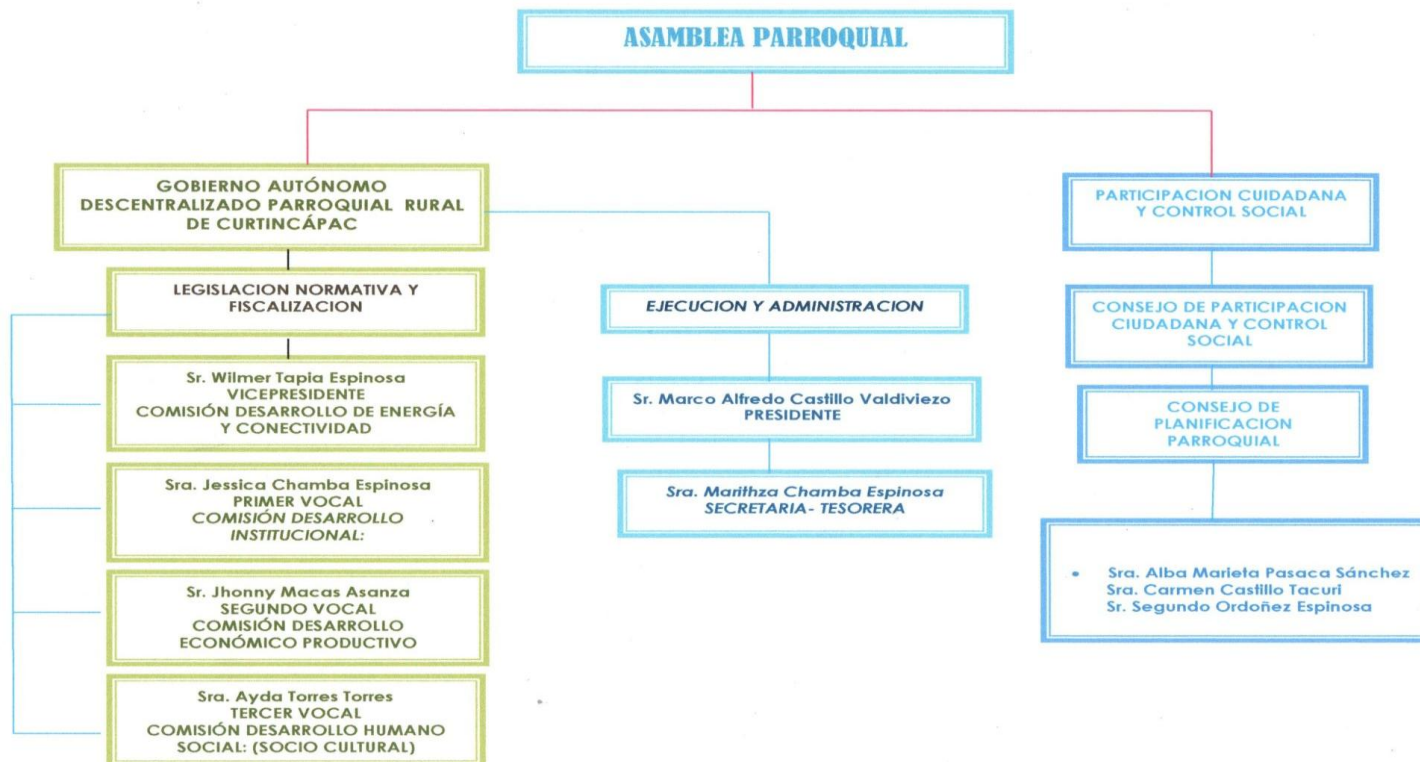 ASAMBLEA PARROQUIAL
GOBIERNO AUTÓNOMO
DESCENTRALIZADO PARROQUIAL RURAL
DE CURTINCÁPAC
LEGISLACION NORMATIVA Y
FISCALIZACION
Sr. Wilmer Tapia Espinosa
VICEPRESIDENTE
COMISIÓN DESARROLLO DE ENERGÍA
Y CONECTIVIDAD
Sra. Jessica Chamba Espinosa
PRIMER VOCAL
COMISIÓN DESARROLLO
INSTITUCIONAL:
Sr. Jhonny Macas Asanza
SEGUNDO VOCAL
COMISIÓN DESARROLLO
ECONÓMICO PRODUCTIVO
Sra. Ayda Torres Torres
TERCER VOCAL
COMISIÓN DESARROLLO HUMANO
SOCIAL: (SOCIO CULTURAL)
EJECUCION Y ADMINISTRACION
Sr. Marco Alfredo Castillo Valdiviezo
PRESIDENTE
Sra. Marithza Chamba Espinosa
SECRETARIA- TESORERA
PARTICIPACION CUIDADANA
Y CONTROL SOCIAL
CONSEJO DE PARTICIPACION
CIUDADANA Y CONTROL
SOCIAL
CONSEJO DE
PLANIFICACION
PARROQUIAL
• Sra. Alba Marieta Pasaca Sánchez
Sra. Carmen Castillo Tacuri
Sr. Segundo Ordoñez Espinosa